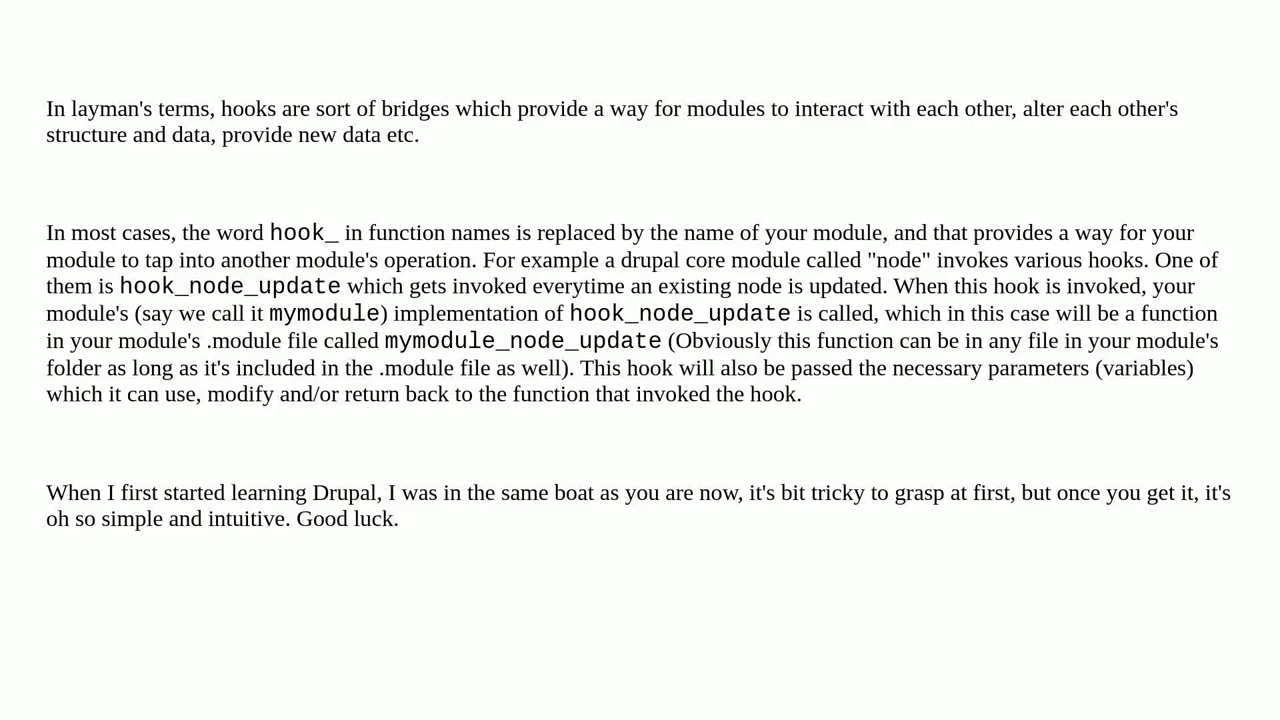 In layman's terms, hooks are sort of bridges which provide a way for modules to interact with each other, alter each other's
structure and data, provide new data etc.
In most cases, the word hook_ in function names is replaced by the name of your module, and that provides a way for your
module to tap into another module's operation. For example a drupal core module called "node" invokes various hooks. One of
them is hook_node_update which gets invoked everytime an existing node is updated. When this hook is invoked, your
module's (say we call it mymodule) implementation of hook_node_update is called, which in this case will be a function
in your module's .module file called mymodule_node_update (Obviously this function can be in any file in your module's
folder as long as it's included in the .module file as well). This hook will also be passed the necessary parameters (variables)
which it can use, modify and/or return back to the function that invoked the hook.
When I first started learning Drupal, I was in the same boat as you are now, it's bit tricky to grasp at first, but once you get it, it's
oh so simple and intuitive. Good luck.